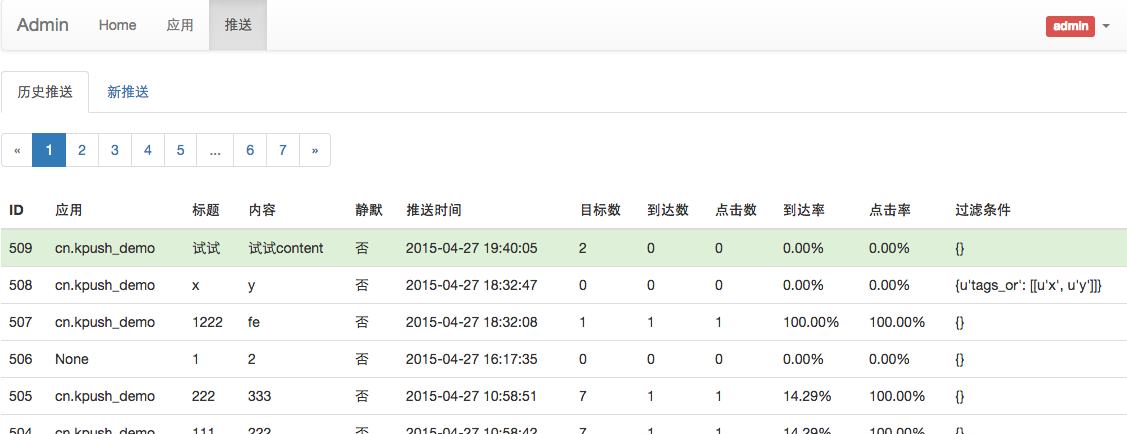 Admin Home 应用 推送 admin
历史推送 新推送
« 1 2 3 4 5 ... 6 7 »
ID 应用 标题 内容 静默 推送时间 目标数 到达数 点击数 到达率 点击率 过滤条件
509 cn.kpush_demo 试试 试试content 否 2015-04-27 19:40:05 2 0 0 0.00% 0.00% {}
508 cn.kpush_demo x y 否 2015-04-27 18:32:47 0 0 0 0.00% 0.00% {u'tags_or': [[u'x', u'y']]}
507 cn.kpush_demo 1222 fe 否 2015-04-27 18:32:08 1 1 1 100.00% 100.00% {}
506 None 1 2 否 2015-04-27 16:17:35 0 0 0 0.00% 0.00% {}
505 cn.kpush_demo 222 333 否 2015-04-27 10:58:51 7 1 1 14.29% 100.00% {}
504 cn.kpush_demo 111 222 否 2015-04-27 10:58:42 7 1 1 14.29% 100.00% {}